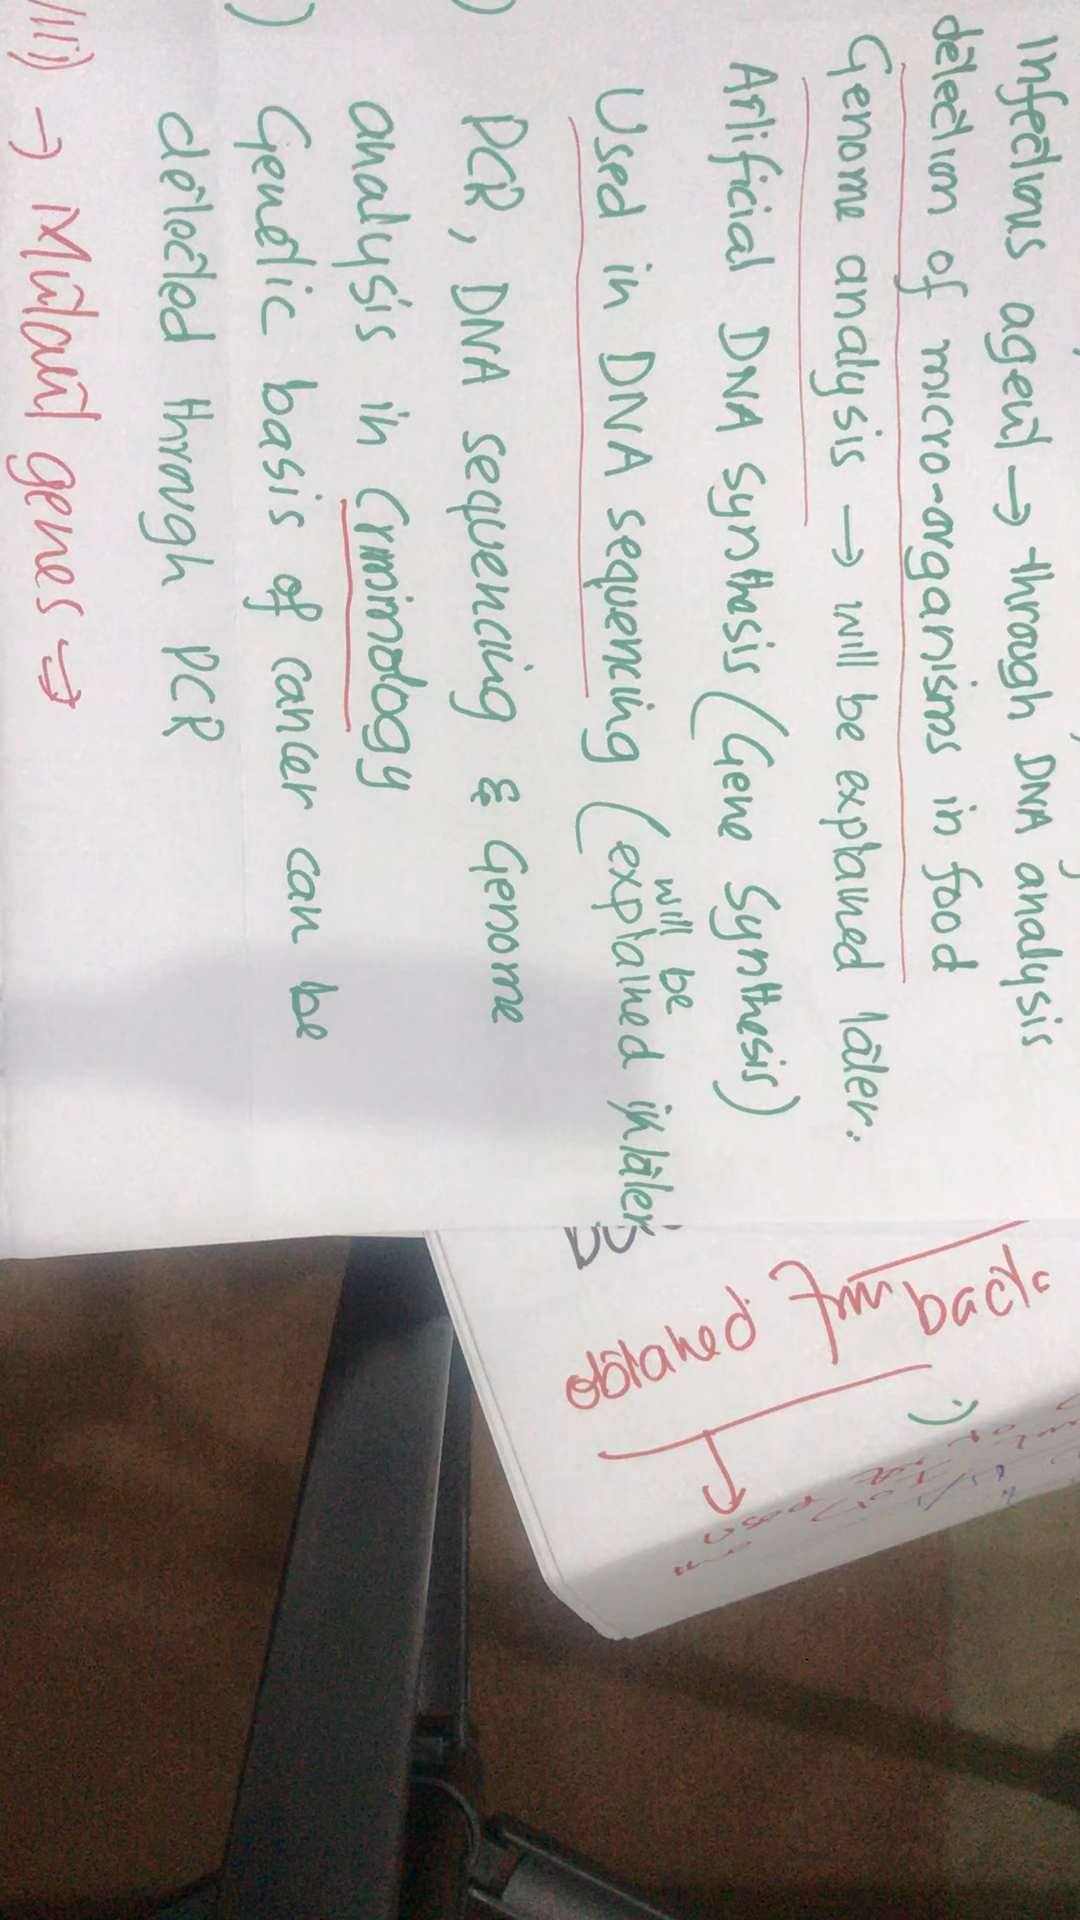 Infectious agent → through DNA analysis
detection of micro-organisms in food
Genome analysis → will be explained later.
Artificial DNA synthesis (Gene Synthesis)
Used in DNA sequencing (explained in later
will be
) PCR, DNA sequencing & Genome
analysis in Crminology
) Genetic basis of cancer can be
detected through PCR
/iii) → Mutant genes →
obtained from bact